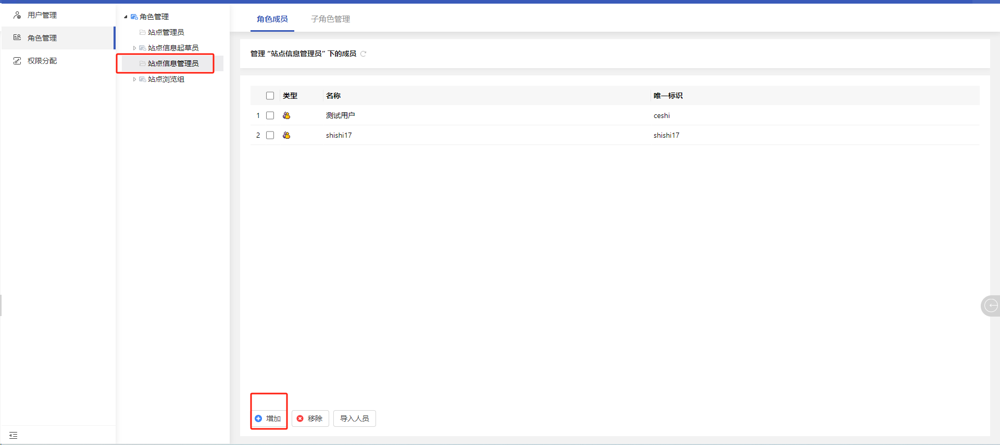 用户管理
角色管理
权限分配
角色管理
站点管理员
站点信息起草员
站点信息管理员
站点浏览组
角色成员 子角色管理
管理 “站点信息管理员” 下的成员
类型 名称 唯一标识
1 测试用户 ceshi
2 shishi17 shishi17
增加 移除 导入人员